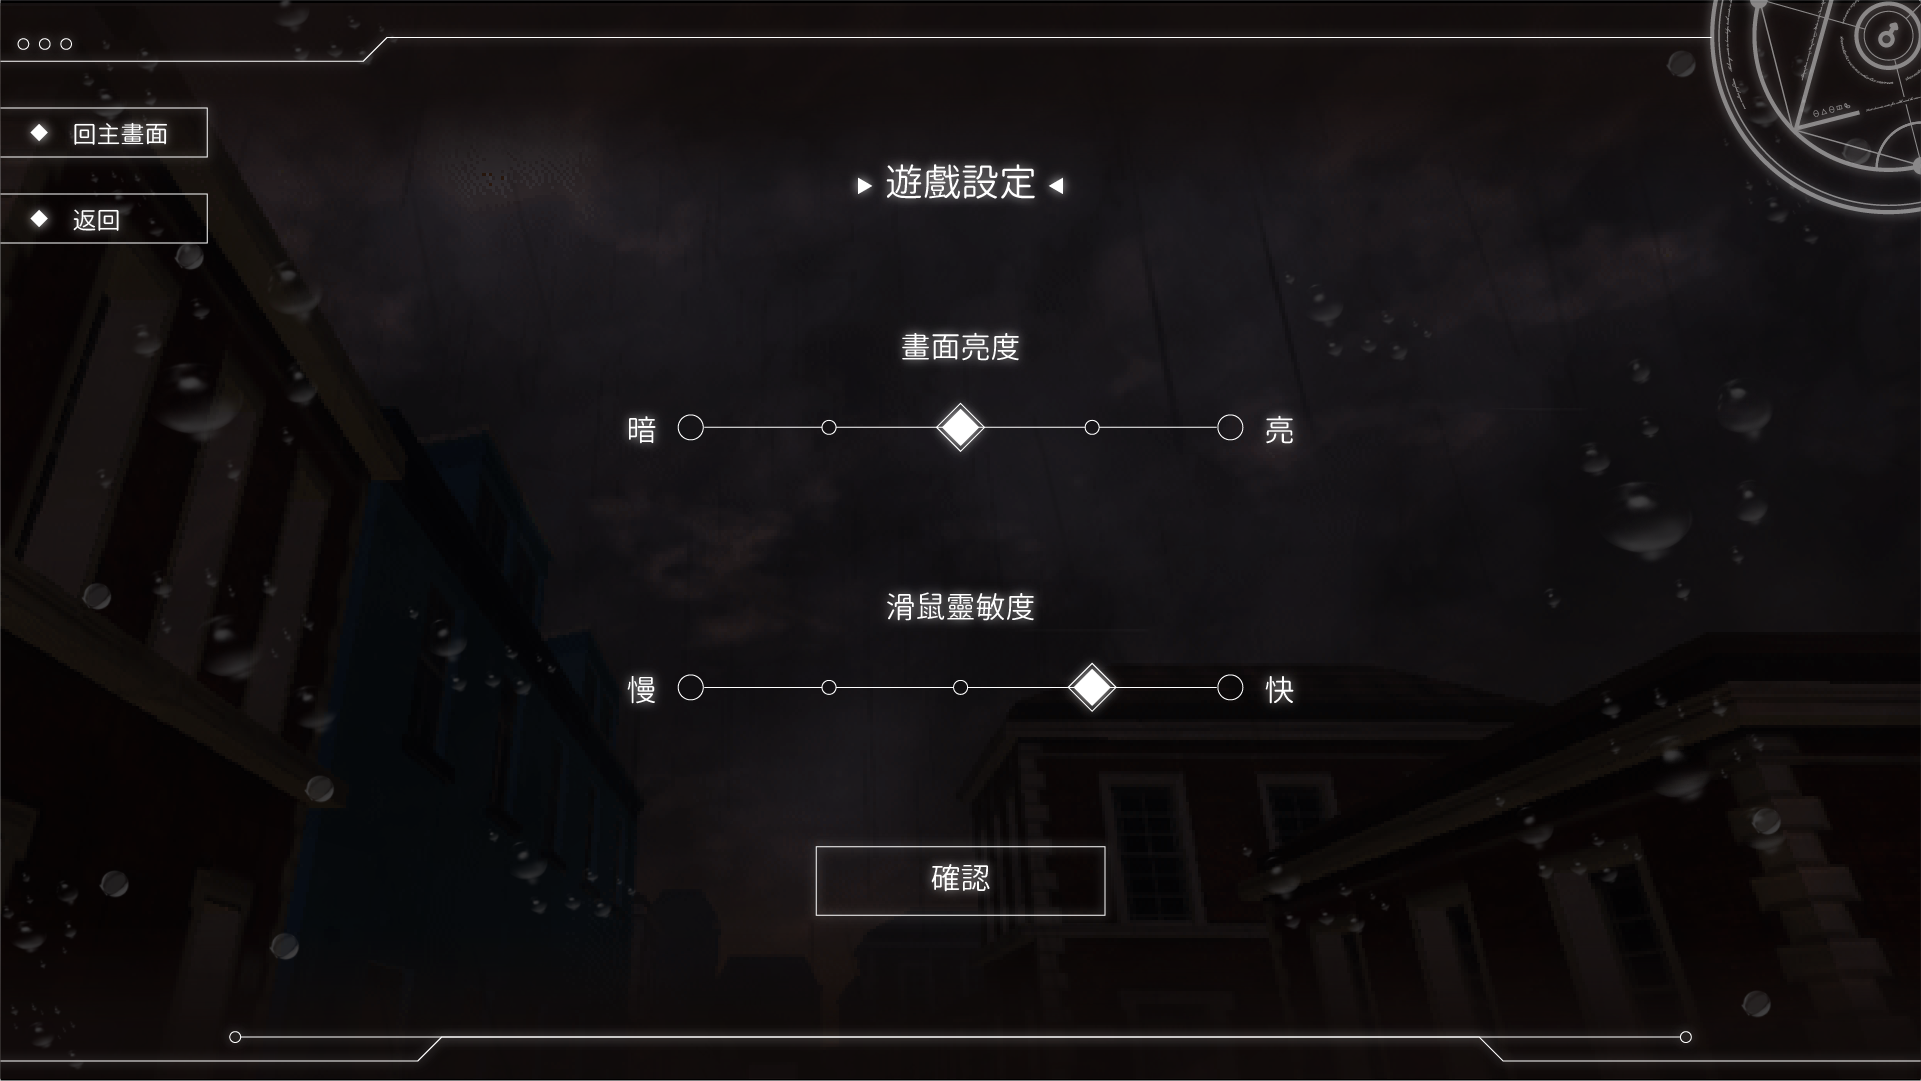 回主畫面
返回
遊戲設定
畫面亮度
暗 亮
滑鼠靈敏度
慢 快
確認